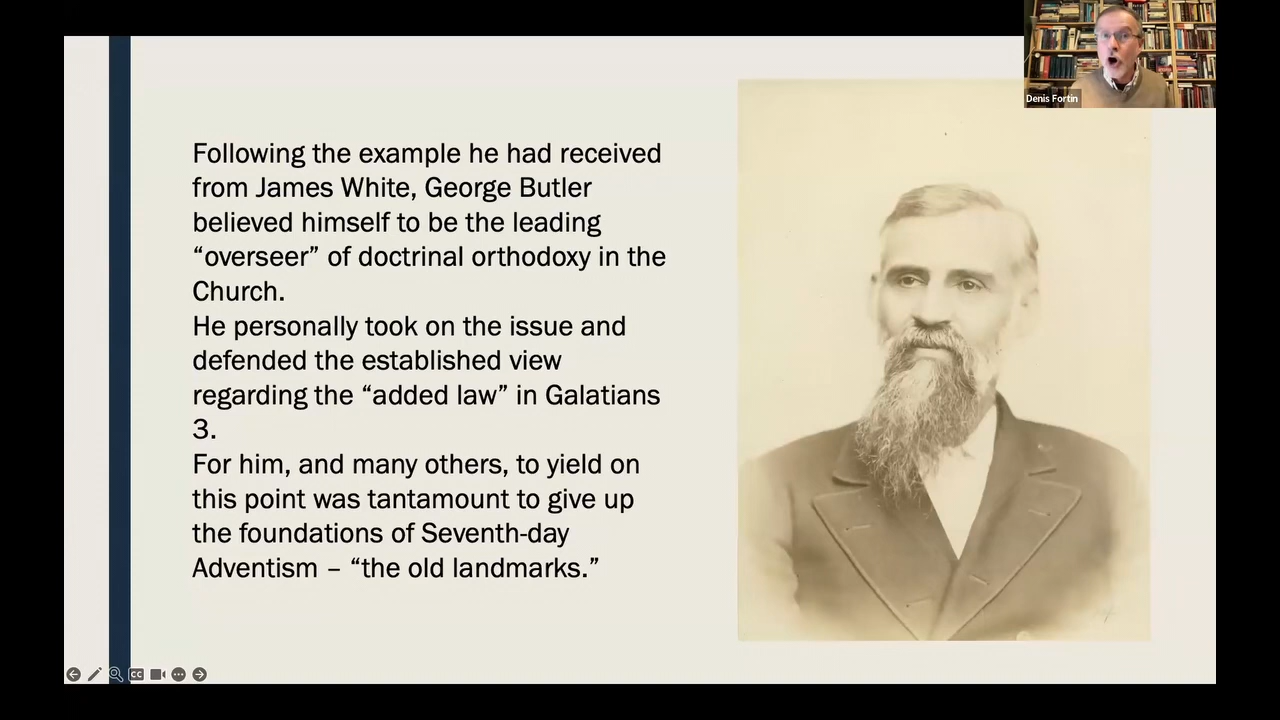 Denis Fortin
Following the example he had received
from James White, George Butler
believed himself to be the leading
“overseer” of doctrinal orthodoxy in the
Church.
He personally took on the issue and
defended the established view
regarding the “added law” in Galatians
3.
For him, and many others, to yield on
this point was tantamount to give up
the foundations of Seventh-day
Adventism – “the old landmarks.”
CC